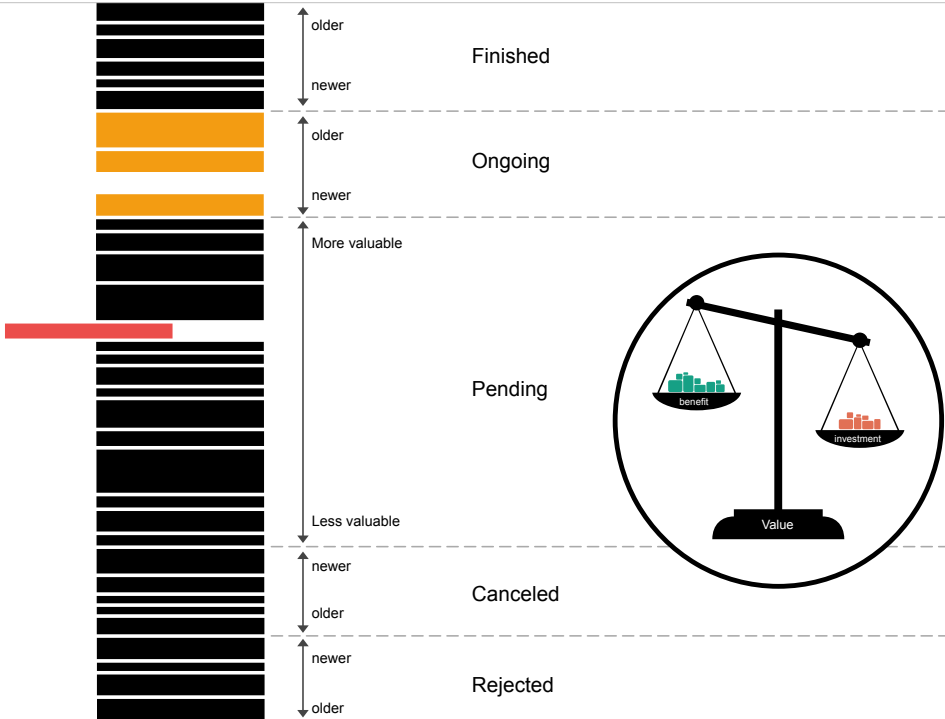 older
Finished
newer
older
Ongoing
newer
More valuable
Pending
benefit
investment
Less valuable
Value
newer
Canceled
older
newer
Rejected
older